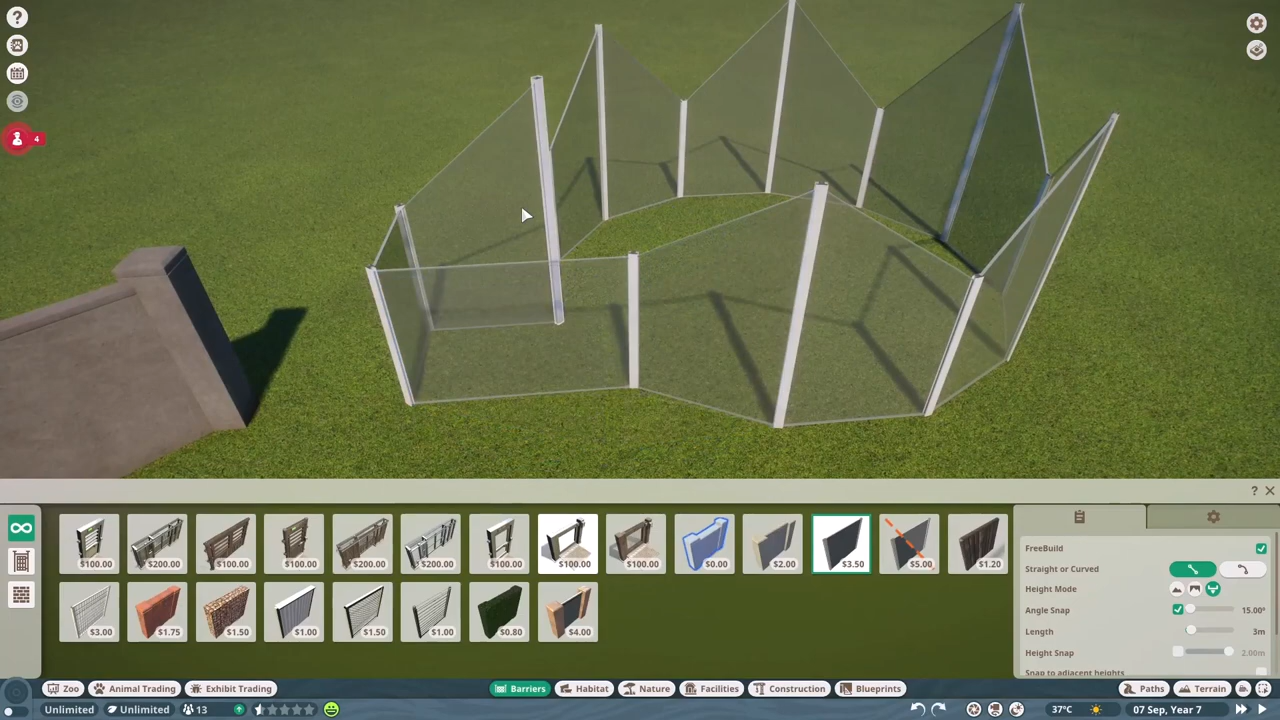 ?
4
? ×
$100.00 $200.00 $100.00 $100.00 $200.00 $200.00 $100.00 $100.00 $100.00 $0.00 $2.00 $3.50 $5.00 $1.20
$3.00 $1.75 $1.50 $1.00 $1.50 $1.00 $0.80 $4.00
FreeBuild
Straight or Curved
Height Mode
Angle Snap 15.00°
Length 3m
Height Snap 2.00m
Snap to adjacent heights
Zoo Animal Trading Exhibit Trading Barriers Habitat Nature Facilities Construction Blueprints Paths Terrain
Unlimited Unlimited 13 37°C 07 Sep, Year 7